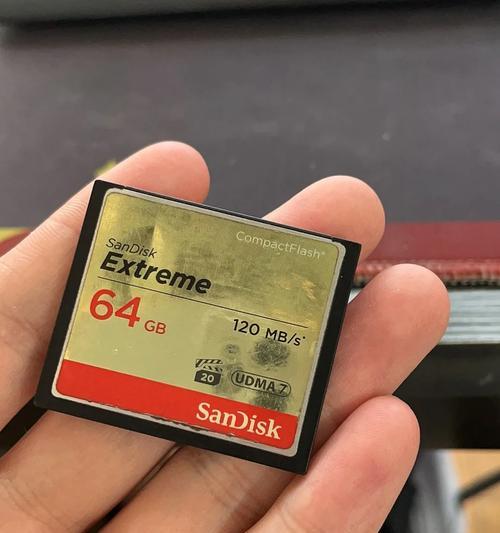 CompactFlash®
SanDisk
Extreme
64 GB
120 MB/s*
20
UDMA 7
SanDisk